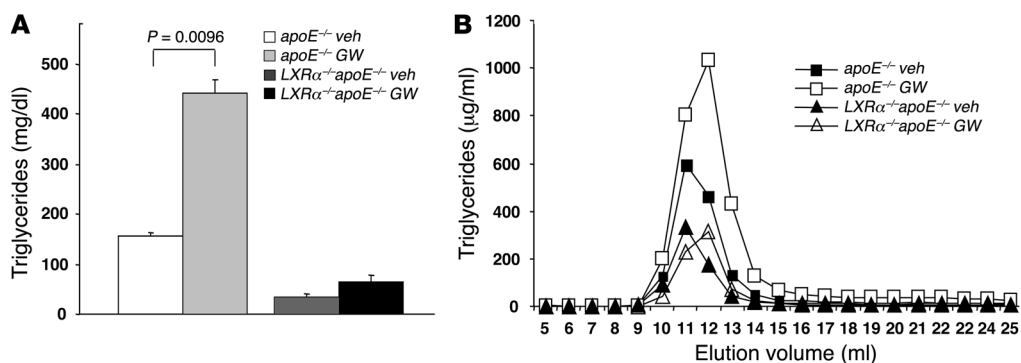 A
P = 0.0096
apoE–/– veh
apoE–/– GW
LXRα–/–apoE–/– veh
LXRα–/–apoE–/– GW
Triglycerides (mg/dl)
500
400
300
200
100
0
B
1200
1000
800
600
400
200
0
Triglycerides (µg/ml)
apoE–/– veh
apoE–/– GW
LXRα–/–apoE–/– veh
LXRα–/–apoE–/– GW
5 6 7 8 9 10 11 12 13 14 15 16 17 18 19 20 21 22 22 24 25
Elution volume (ml)